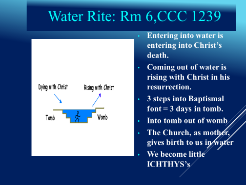 Water Rite: Rm 6,CCC 1239
Entering into water is
entering into Christ's
death.
Coming out of water is
rising with Christ in his
resurrection.
3 steps into Baptismal
font = 3 days in tomb.
Into tomb out of womb
The Church, as mother,
gives birth to us in water
We become little
ICHTHYS's
Dying with Christ
Rising with Christ
Tomb
Womb